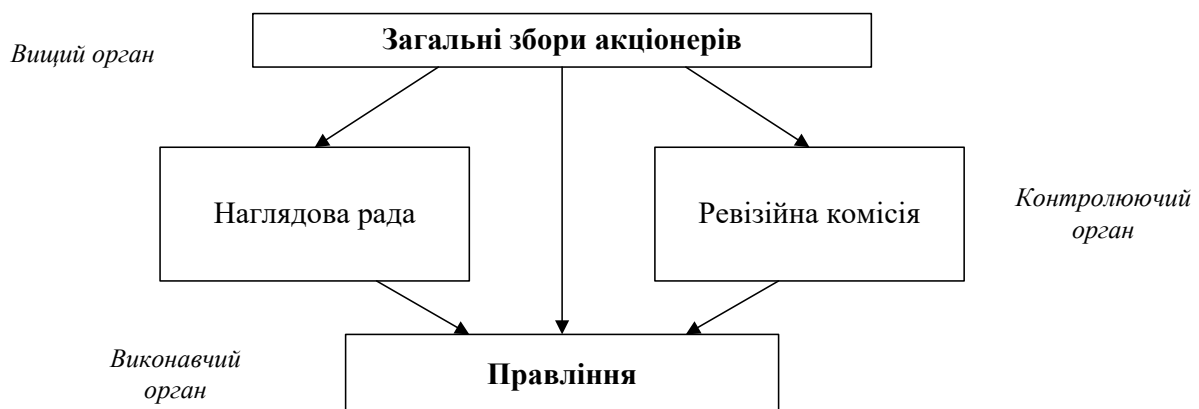 Загальні збори акціонерів
Вищий орган
Наглядова рада
Ревізійна комісія
Контролюючий
орган
Виконавчий
орган
Правління